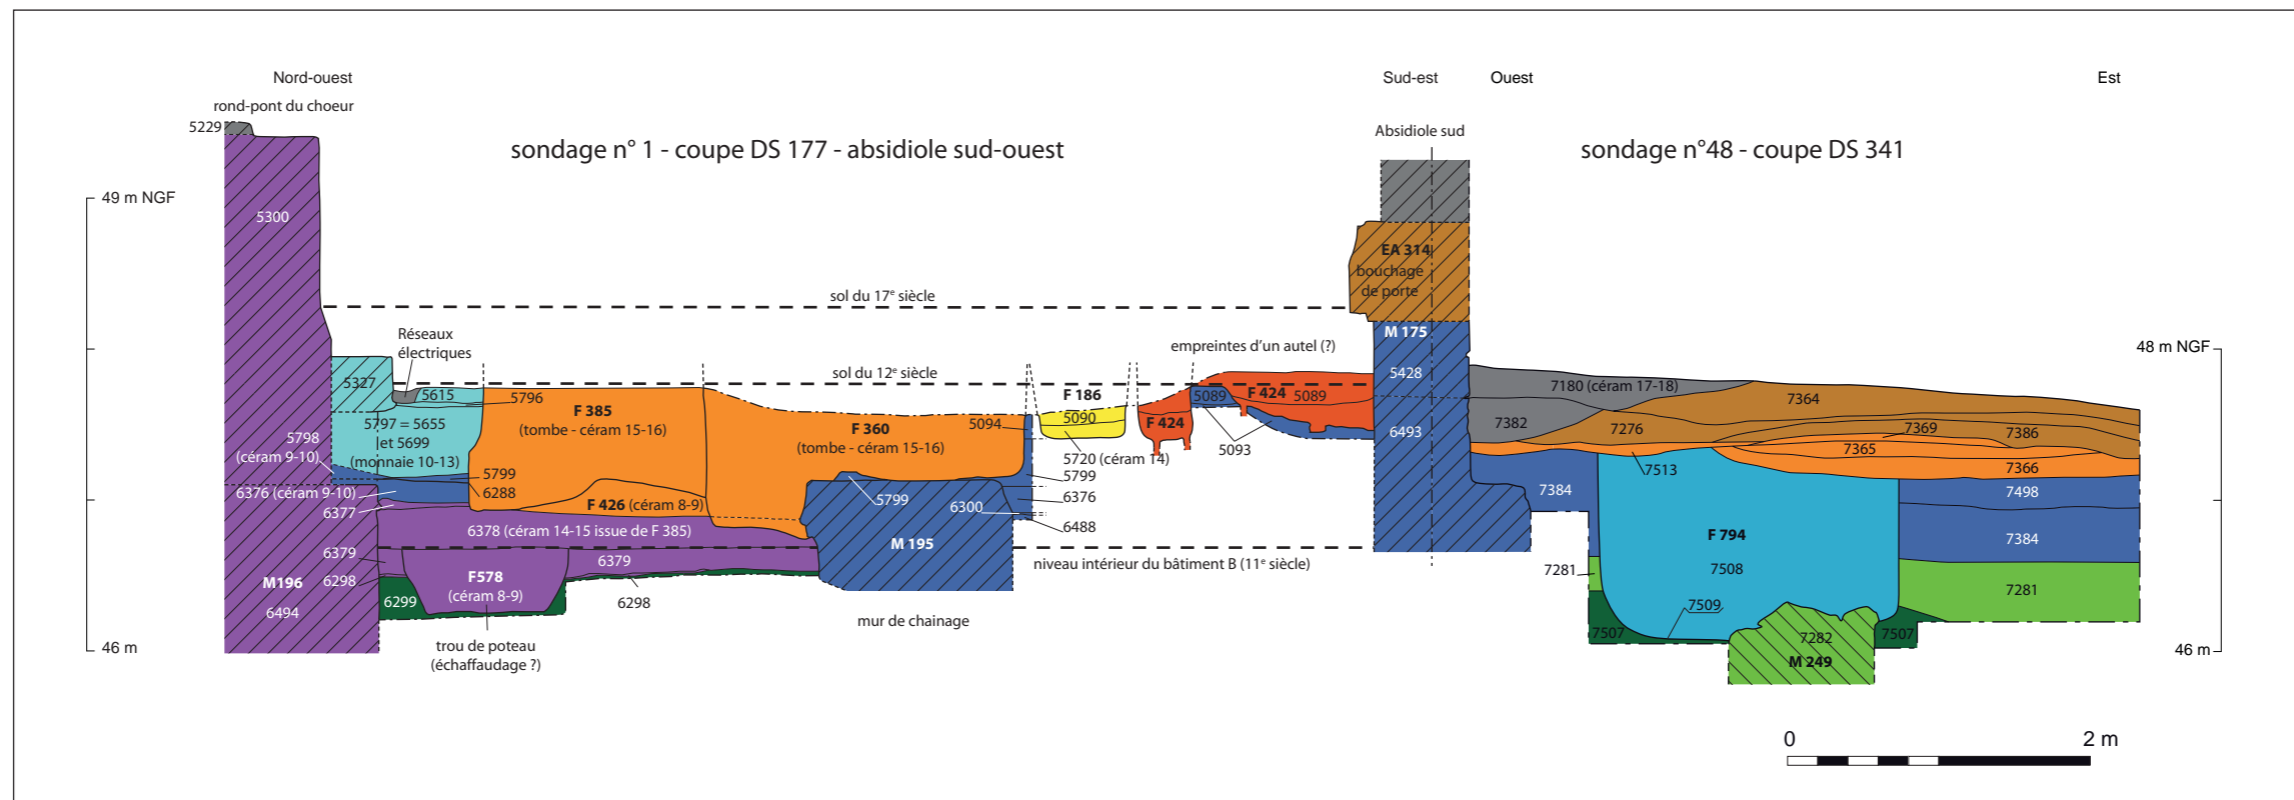 Nord-ouest
Sud-est
Ouest
Est
rond-pont du choeur
5229
Absidiole sud
sondage n° 1 - coupe DS 177 - absidiole sud-ouest
sondage n°48 - coupe DS 341
49 m NGF
5300
EA 314
bouchage
de porte
sol du 17e siècle
Réseaux
électriques
M 175
empreintes d'un autel (?)
48 m NGF
5327
sol du 12e siècle
5428
7180 (céram 17-18)
5615
5796
F 186
5089
F 424
5089
7364
F 385
(tombe - céram 15-16)
5090
5797 = 5655
let 5699
(monnaie 10-13)
F 360
(tombe - céram 15-16)
5094
F 424
6493
7382
7276
7369
7386
5798
(céram 9-10)
5093
7365
5720 (céram 14)
7513
7366
5799
5799
6376 (céram 9-10)
6288
5799
6376
7384
7498
6377
F 426 (céram 8-9)
6300
6488
6378 (céram 14-15 issue de F 385)
M 195
F 794
7384
6379
6379
niveau intérieur du bâtiment B (11e siècle)
7281
7508
M196
6298
F578
(céram 8-9)
7281
6494
6299
6298
7509
7507
7282
7507
mur de chainage
46 m
trou de poteau
(échaffaudage ?)
M 249
46 m
0
2 m